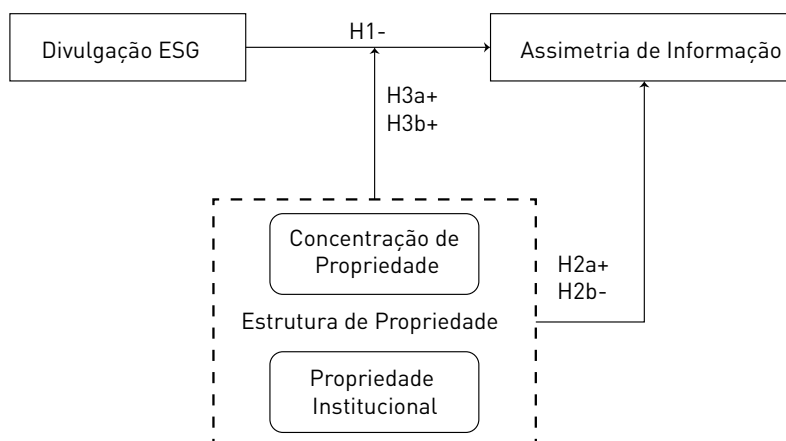 Divulgação ESG
H1-
Assimetria de Informação
H3a+
H3b+
Concentração de
Propriedade
H2a+
H2b-
Estrutura de Propriedade
Propriedade
Institucional